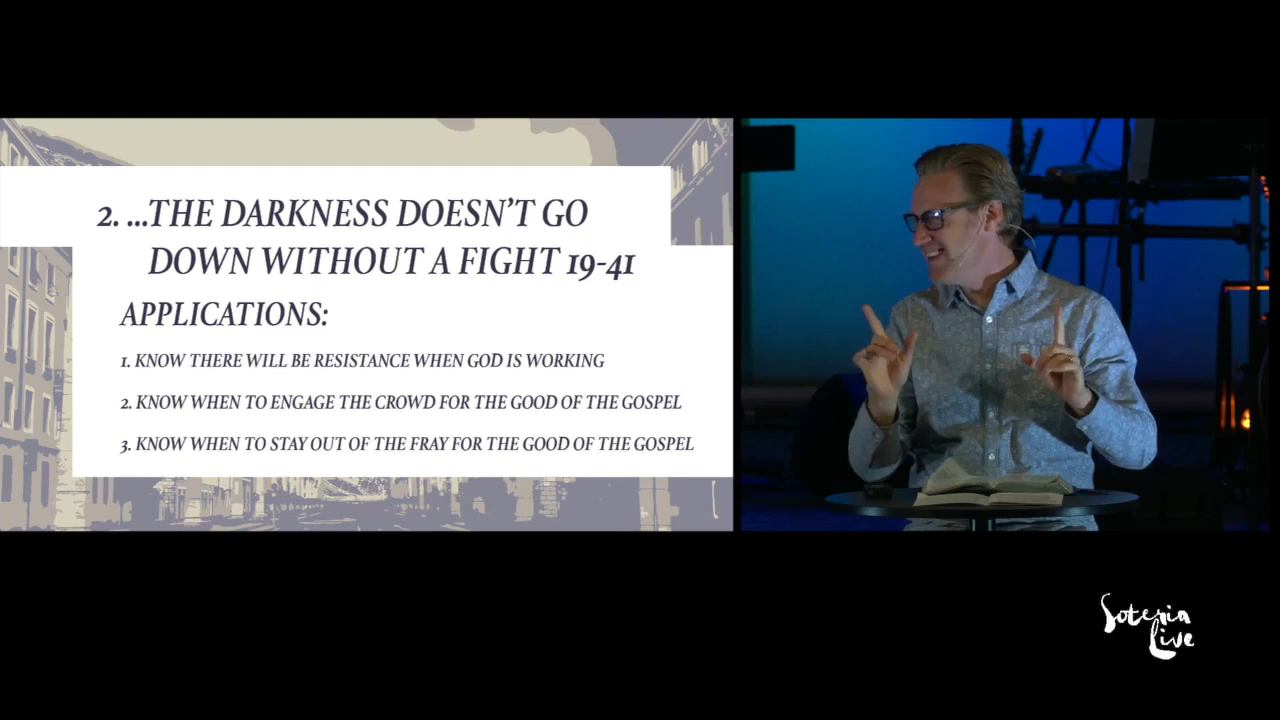 2. ...THE DARKNESS DOESN'T GO
DOWN WITHOUT A FIGHT 19-41
APPLICATIONS:
1. KNOW THERE WILL BE RESISTANCE WHEN GOD IS WORKING
2. KNOW WHEN TO ENGAGE THE CROWD FOR THE GOOD OF THE GOSPEL
3. KNOW WHEN TO STAY OUT OF THE FRAY FOR THE GOOD OF THE GOSPEL
Soteria
Live